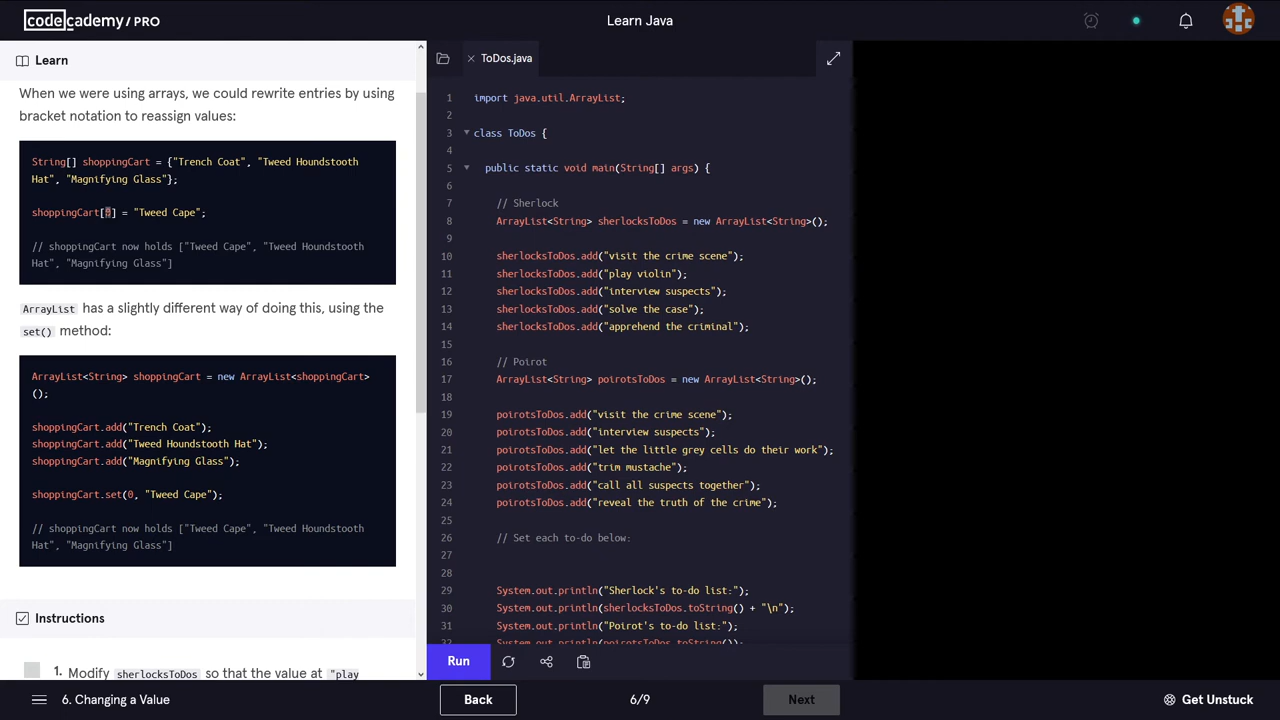 codecademy / PRO
Learn Java
Learn
When we were using arrays, we could rewrite entries by using
bracket notation to reassign values:
String[] shoppingCart = {"Trench Coat", "Tweed Houndstooth
Hat", "Magnifying Glass"};
shoppingCart[0] = "Tweed Cape";
// shoppingCart now holds ["Tweed Cape", "Tweed Houndstooth
Hat", "Magnifying Glass"]
ArrayList has a slightly different way of doing this, using the
set() method:
ArrayList<String> shoppingCart = new ArrayList<shoppingCart>
();
shoppingCart.add("Trench Coat");
shoppingCart.add("Tweed Houndstooth Hat");
shoppingCart.add("Magnifying Glass");
shoppingCart.set(0, "Tweed Cape");
// shoppingCart now holds ["Tweed Cape", "Tweed Houndstooth
Hat", "Magnifying Glass"]
Instructions
1. Modify sherlocksToDos so that the value at "play
ToDos.java
1 import java.util.ArrayList;
2
3 class ToDos {
4
5 public static void main(String[] args) {
6
7 // Sherlock
8 ArrayList<String> sherlocksToDos = new ArrayList<String>();
9
10 sherlocksToDos.add("visit the crime scene");
11 sherlocksToDos.add("play violin");
12 sherlocksToDos.add("interview suspects");
13 sherlocksToDos.add("solve the case");
14 sherlocksToDos.add("apprehend the criminal");
15
16 // Poirot
17 ArrayList<String> poirotsToDos = new ArrayList<String>();
18
19 poirotsToDos.add("visit the crime scene");
20 poirotsToDos.add("interview suspects");
21 poirotsToDos.add("let the little grey cells do their work");
22 poirotsToDos.add("trim mustache");
23 poirotsToDos.add("call all suspects together");
24 poirotsToDos.add("reveal the truth of the crime");
25
26 // Set each to-do below:
27
28
29 System.out.println("Sherlock's to-do list:");
30 System.out.println(sherlocksToDos.toString() + "\n");
31 System.out.println("Poirot's to-do list:");
32 System.out.println(poirotsToDos.toString());
Run
6. Changing a Value
Back
6/9
Next
Get Unstuck